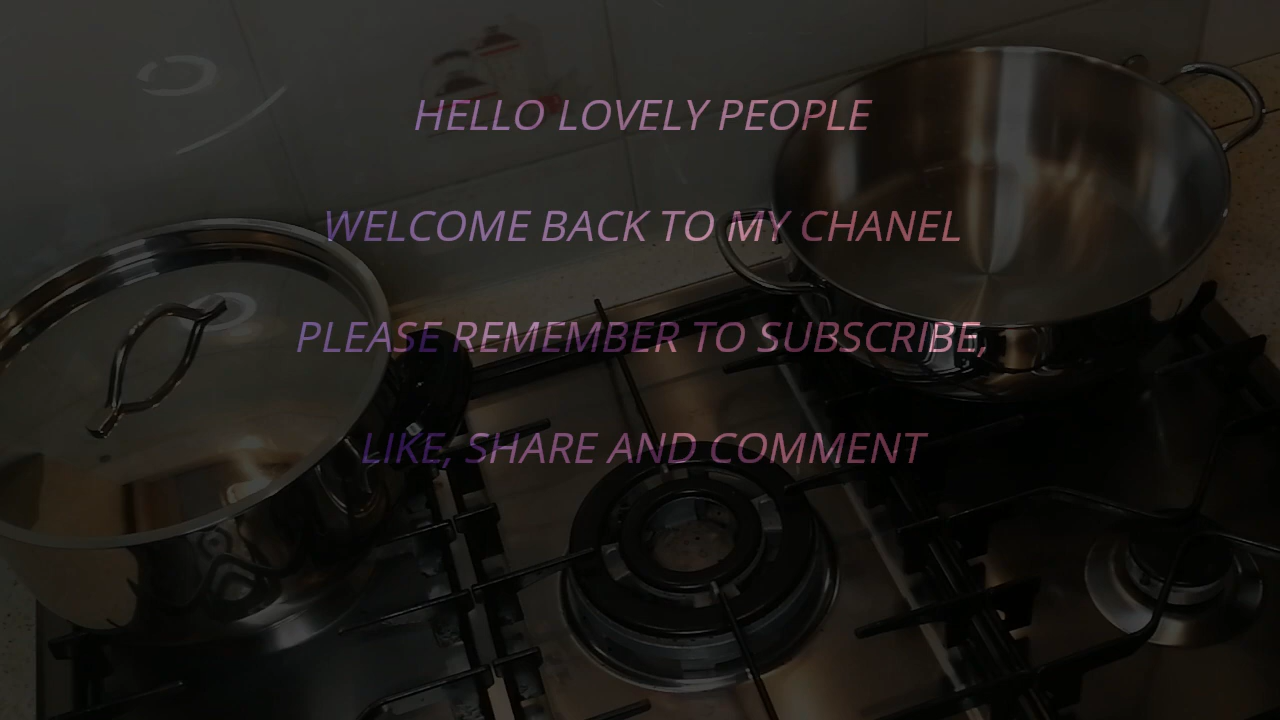 HELLO LOVELY PEOPLE
WELCOME BACK TO MY CHANEL
PLEASE REMEMBER TO SUBSCRIBE,
LIKE, SHARE AND COMMENT